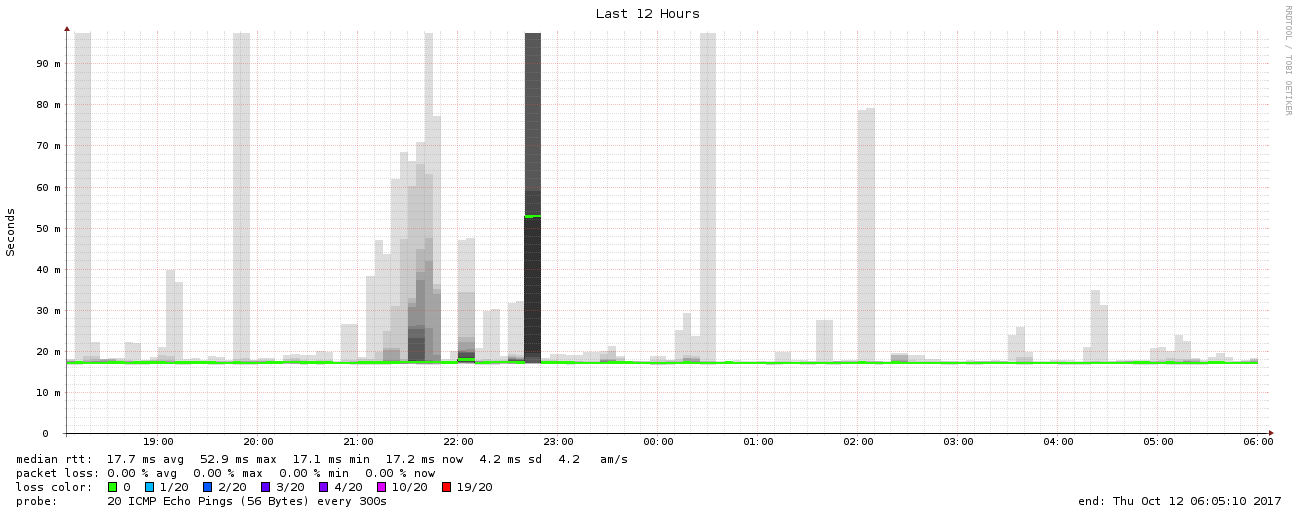 Last 12 Hours
RRDTOOL / TOBI OETIKER
Seconds
90 m
80 m
70 m
60 m
50 m
40 m
30 m
20 m
10 m
0
19:00 20:00 21:00 22:00 23:00 00:00 01:00 02:00 03:00 04:00 05:00 06:00
median rtt: 17.7 ms avg 52.9 ms max 17.1 ms min 17.2 ms now 4.2 ms sd 4.2 am/s
packet loss: 0.00 % avg 0.00 % max 0.00 % min 0.00 % now
loss color: 0 1/20 2/20 3/20 4/20 10/20 19/20
probe: 20 ICMP Echo Pings (56 Bytes) every 300s end: Thu Oct 12 06:05:10 2017